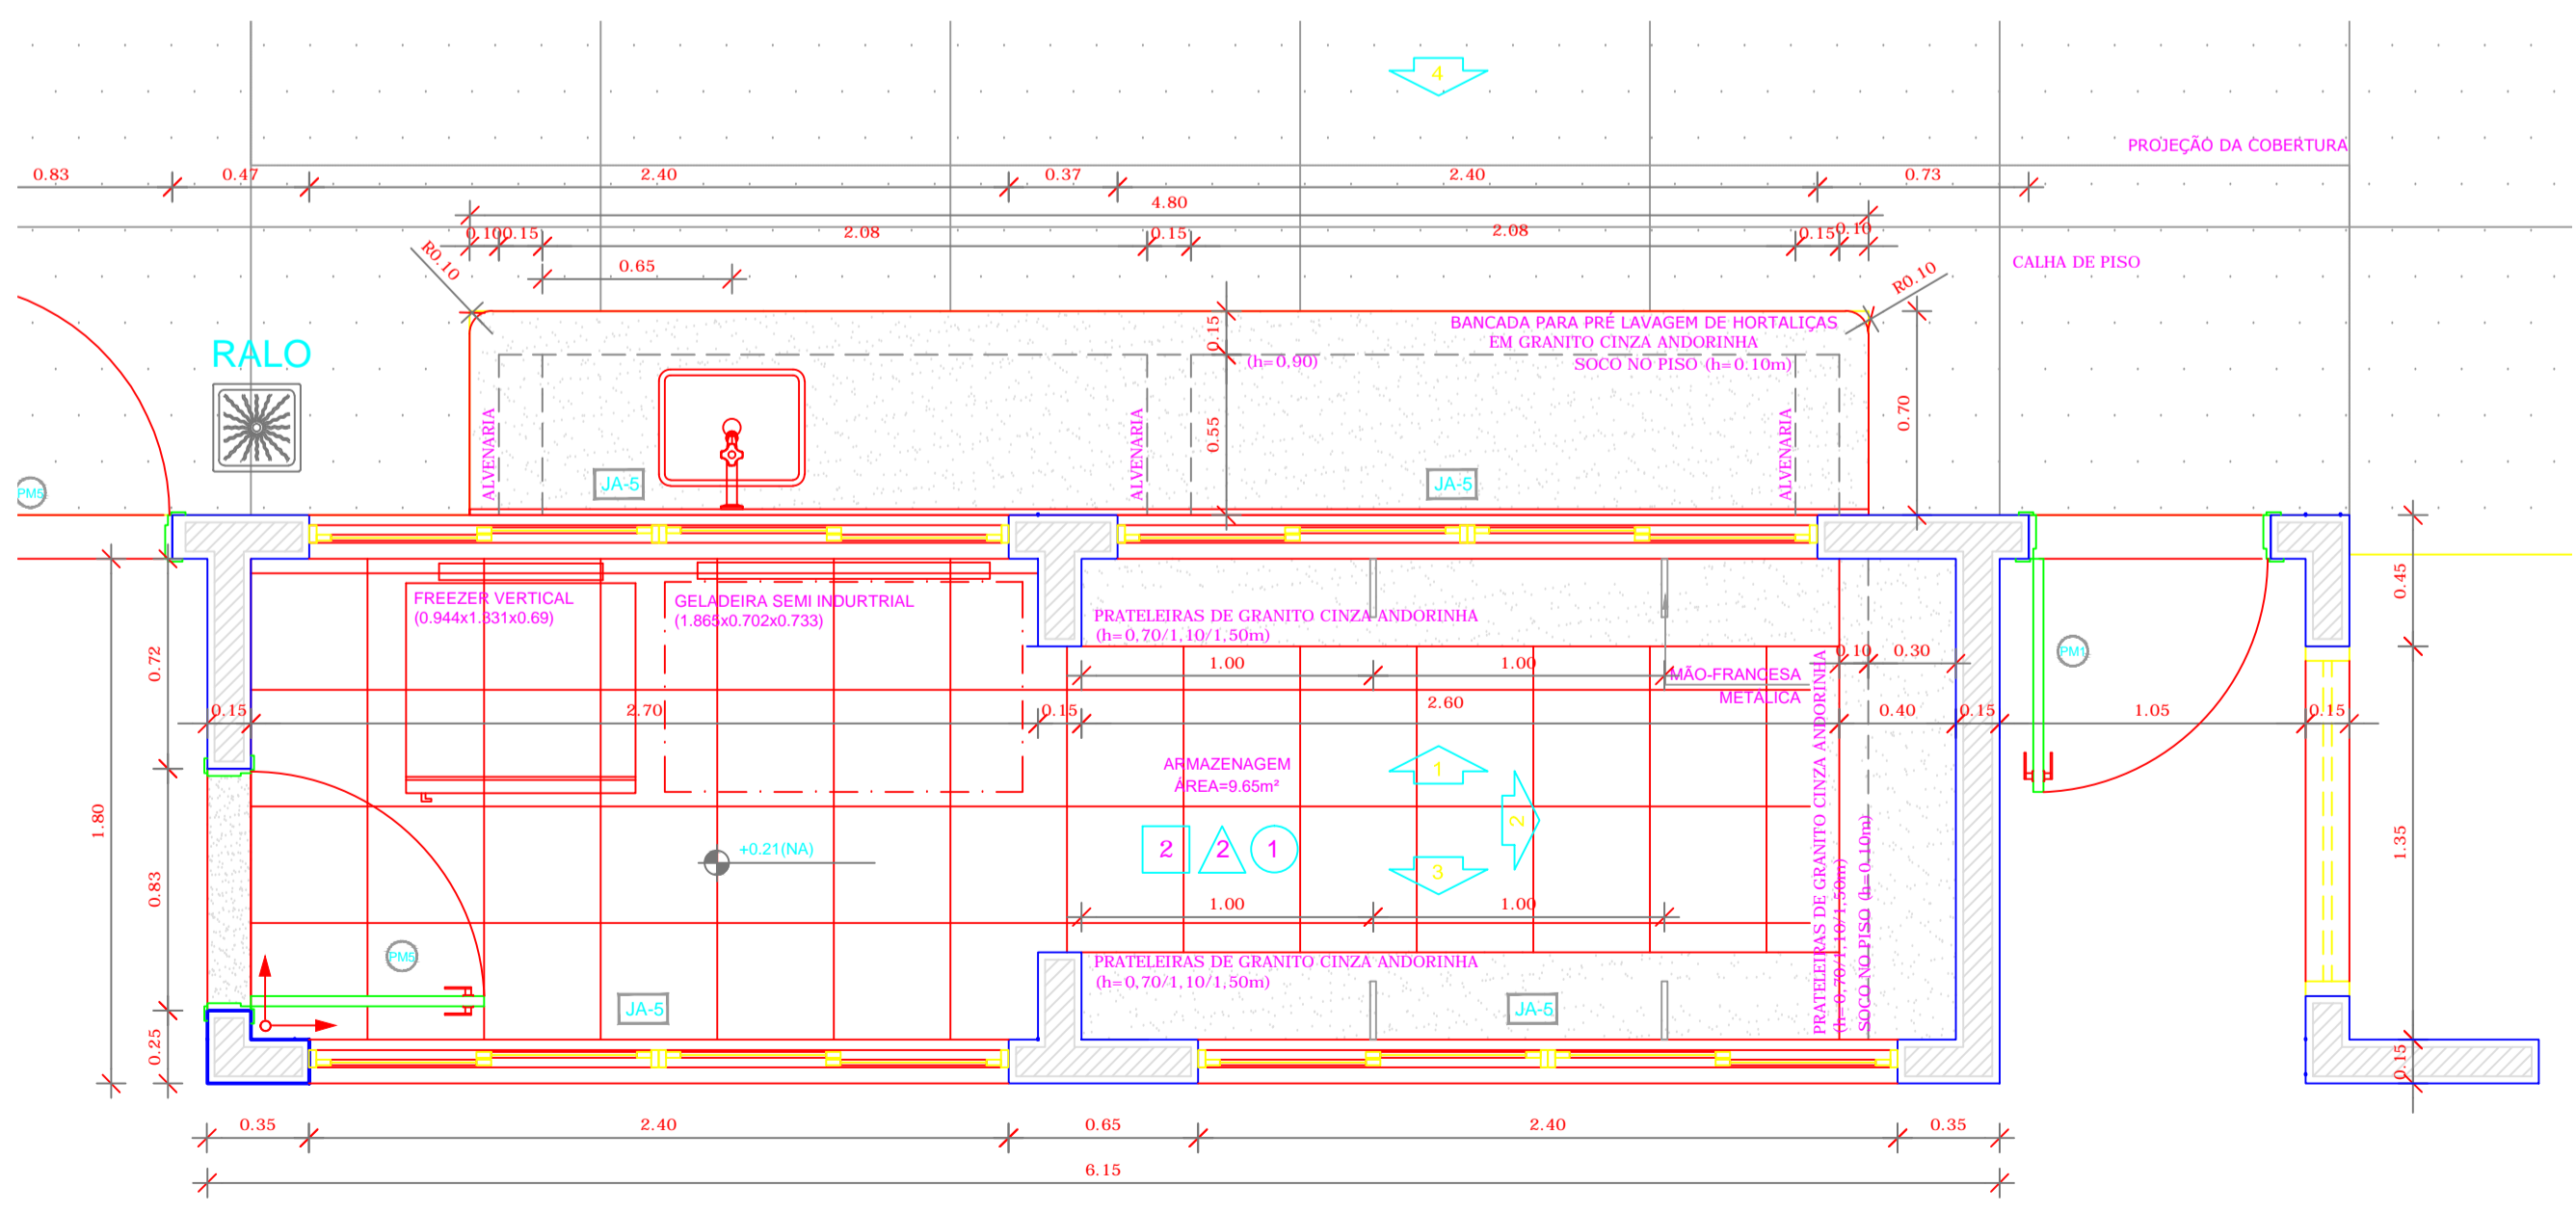 4
PROJEÇÃO DA COBERTURA
0.83
0.47
2.40
0.37
2.40
0.73
4.80
0.10
0.15
2.08
0.15
2.08
0.15
0.10
R0.10
0.65
CALHA DE PISO
R0.10
RALO
0.15
BANCADA PARA PRÉ LAVAGEM DE HORTALIÇAS
EM GRANITO CINZA ANDORINHA
(h=0,90)
SOCO NO PISO (h=0.10m)
ALVENARIA
ALVENARIA
ALVENARIA
0.55
0.70
PM5
JA-5
JA-5
FREEZER VERTICAL
(0.944x1.831x0.69)
GELADEIRA SEMI INDURTRIAL
(1.865x0.702x0.733)
PRATELEIRAS DE GRANITO CINZA ANDORINHA
(h=0,70/1,10/1,50m)
0.45
0.72
1.00
1.00
0.10
0.30
PM1
MÃO-FRANCESA
METÁLICA
0.15
2.70
0.15
2.60
0.40
0.15
1.05
0.15
ARMAZENAGEM
ÁREA=9.65m²
1
2
3
1.80
+0.21(NA)
2
2
1
1.35
0.83
1.00
1.00
PRATELEIRAS DE GRANITO CINZA ANDORINHA
(h=0,70/1,10/1,50m)
SOCO NO PISO (h=0.10m)
PM5
PRATELEIRAS DE GRANITO CINZA ANDORINHA
(h=0,70/1,10/1,50m)
JA-5
JA-5
0.25
0.15
0.35
2.40
0.65
2.40
0.35
6.15